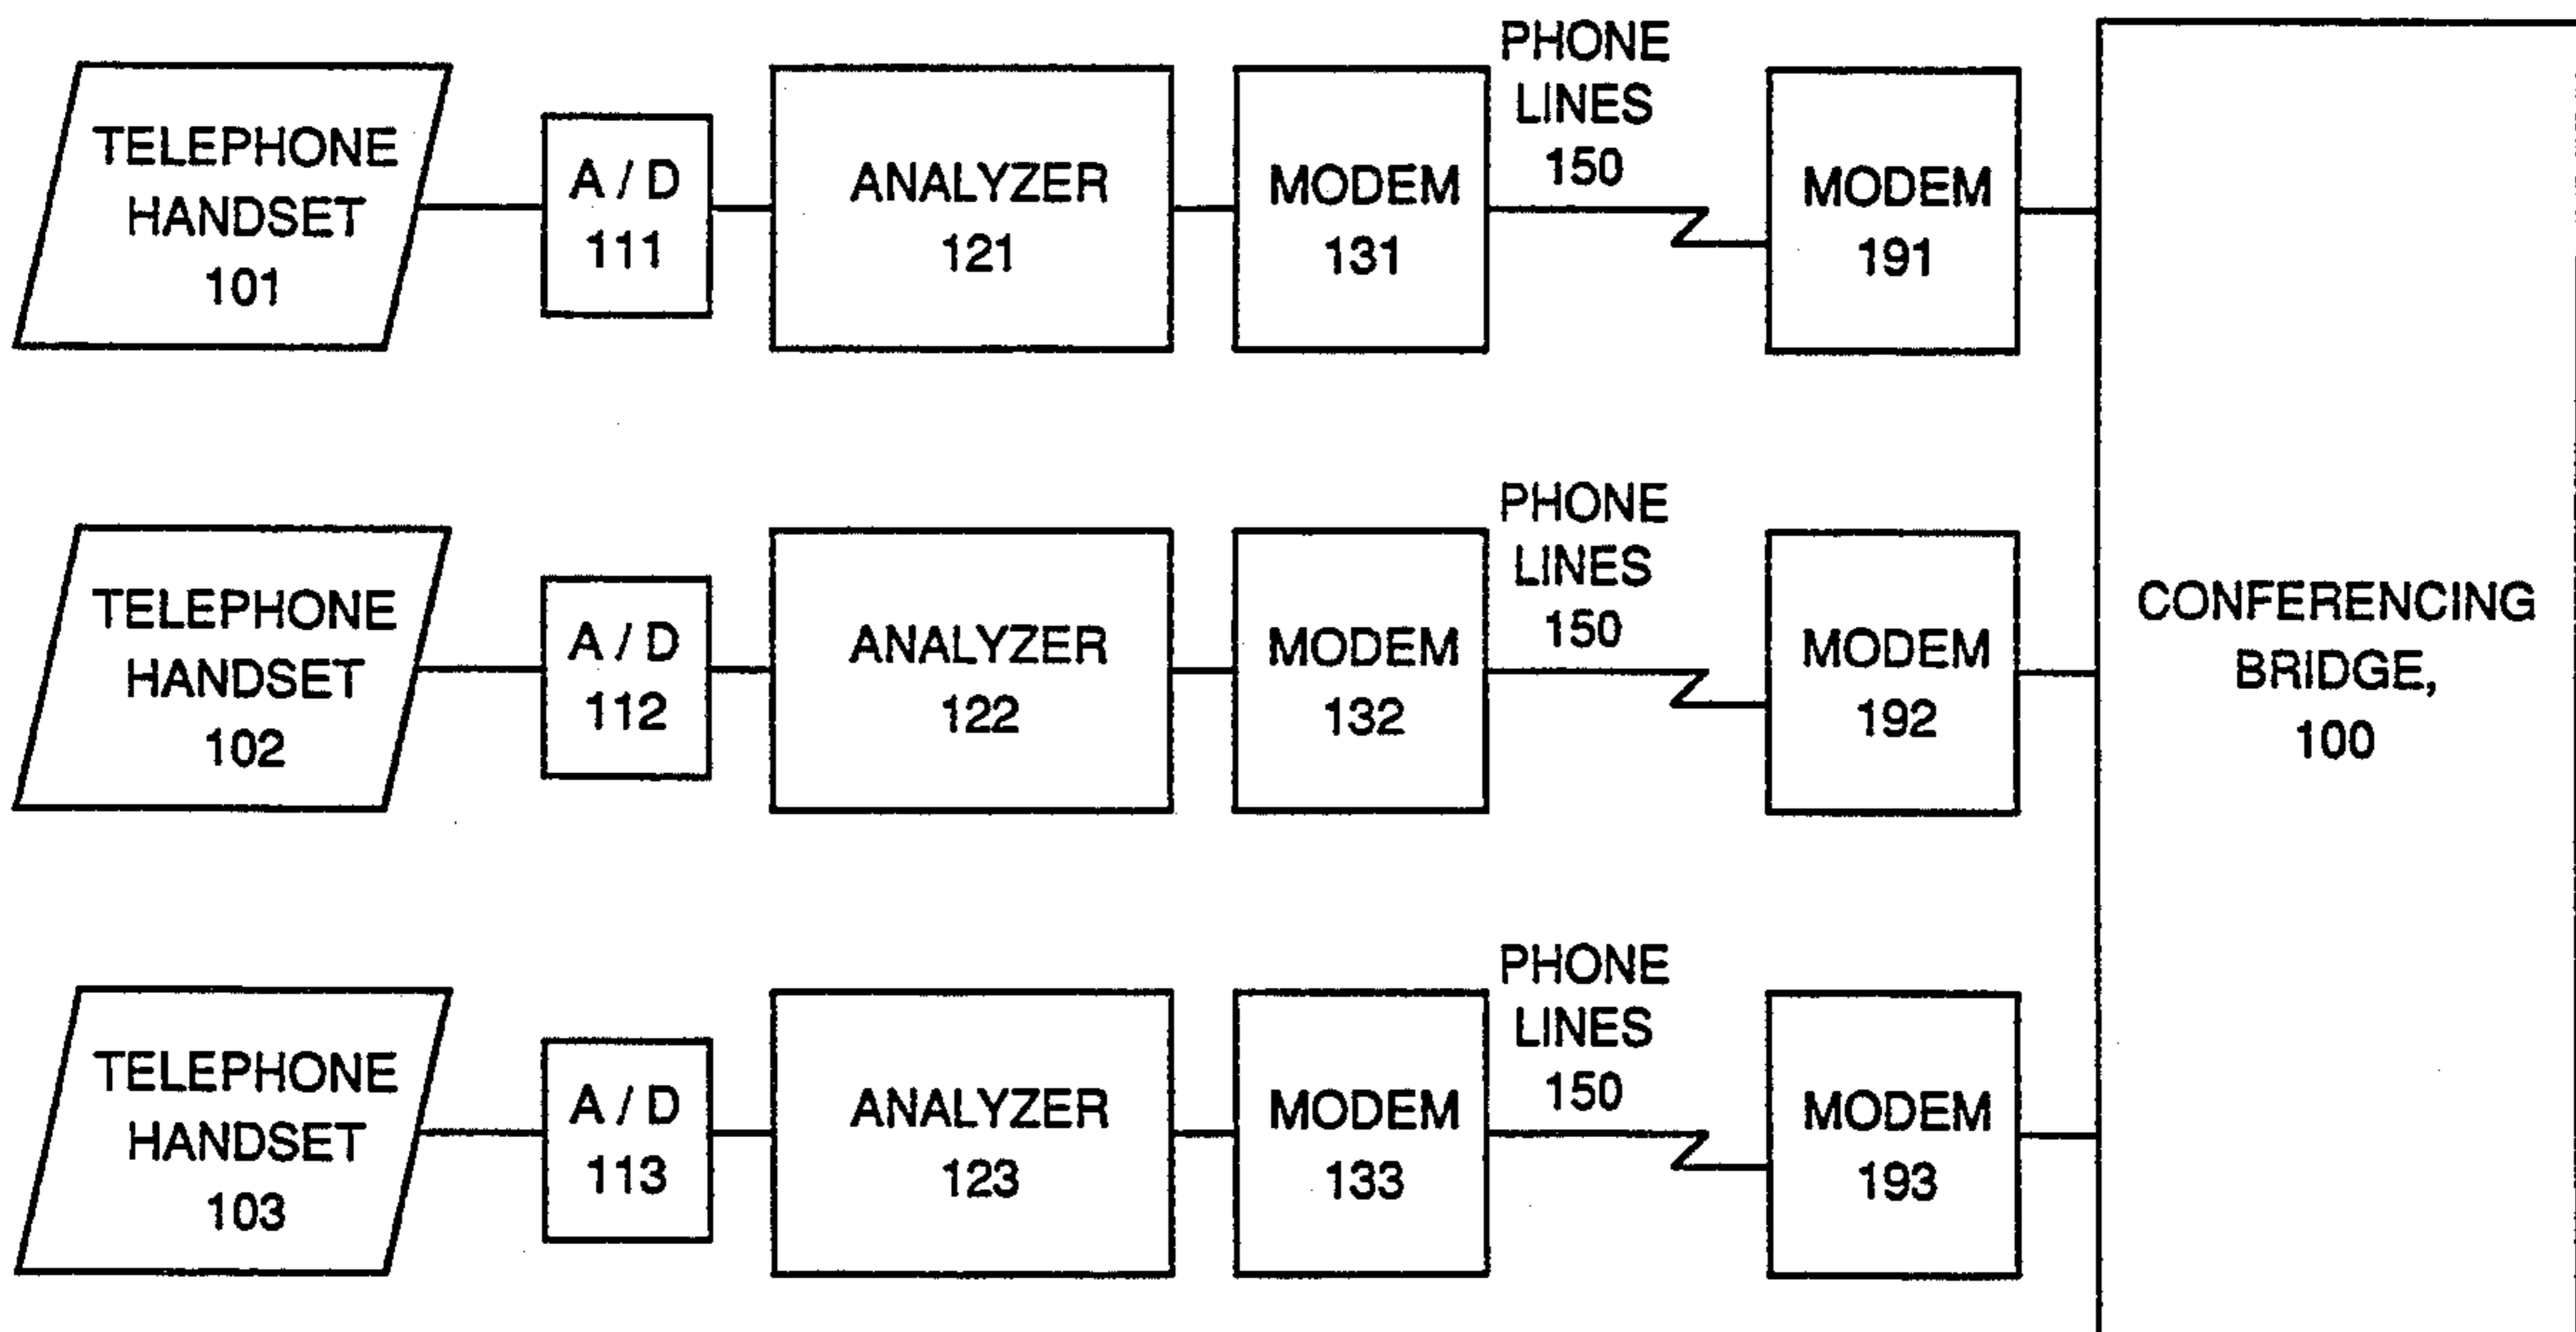 TELEPHONE
HANDSET
101
A / D
111
ANALYZER
121
MODEM
131
PHONE
LINES
150
MODEM
191
TELEPHONE
HANDSET
102
A / D
112
ANALYZER
122
MODEM
132
PHONE
LINES
150
MODEM
192
CONFERENCING
BRIDGE,
100
TELEPHONE
HANDSET
103
A / D
113
ANALYZER
123
MODEM
133
PHONE
LINES
150
MODEM
193